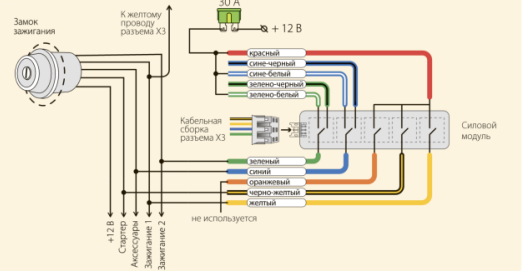 30 А
К желтому
проводу
разъема Х3
Замок
зажигания
+ 12 В
красный
сине-черный
сине-белый
зелено-черный
зелено-белый
Кабельная
сборка
разъема Х3
Силовой
модуль
зеленый
синий
оранжевый
черно-желтый
желтый
не используется
+12 В
Стартер
Аксессуары
Зажигание 1
Зажигание 2